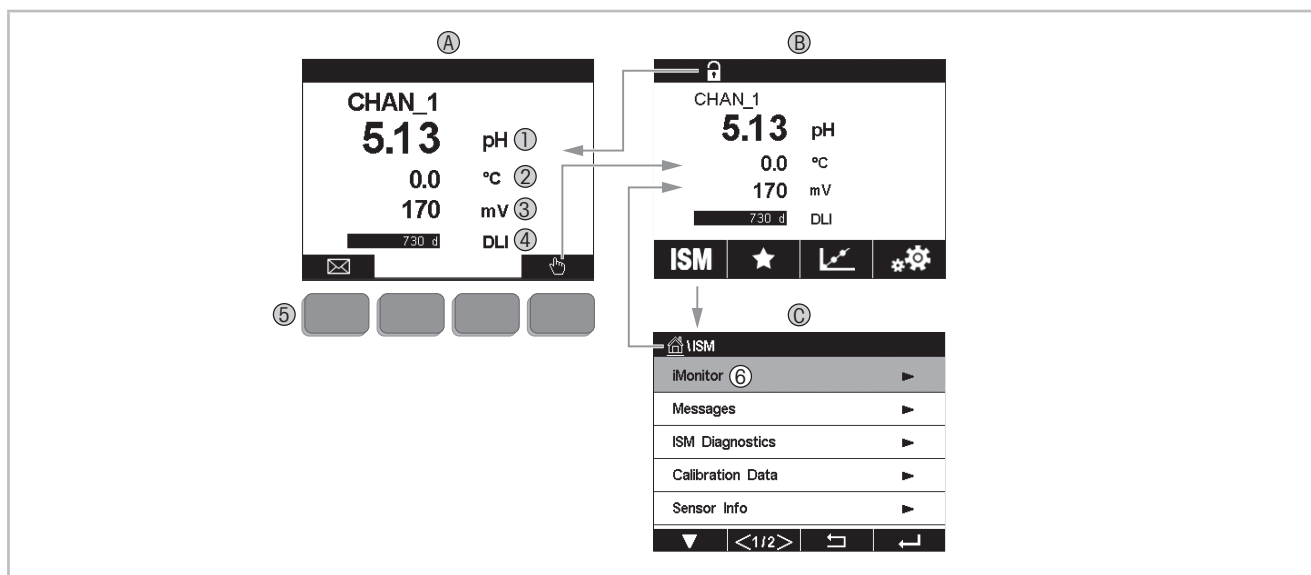 Ⓐ
CHAN_1
5.13 pH ①
0.0 °C ②
170 mV ③
730 d DLI ④
⑤
Ⓑ
CHAN_1
5.13 pH
0.0 °C
170 mV
730 d DLI
ISM
Ⓒ
\ISM
iMonitor ⑥
Messages
ISM Diagnostics
Calibration Data
Sensor Info
<1/2>